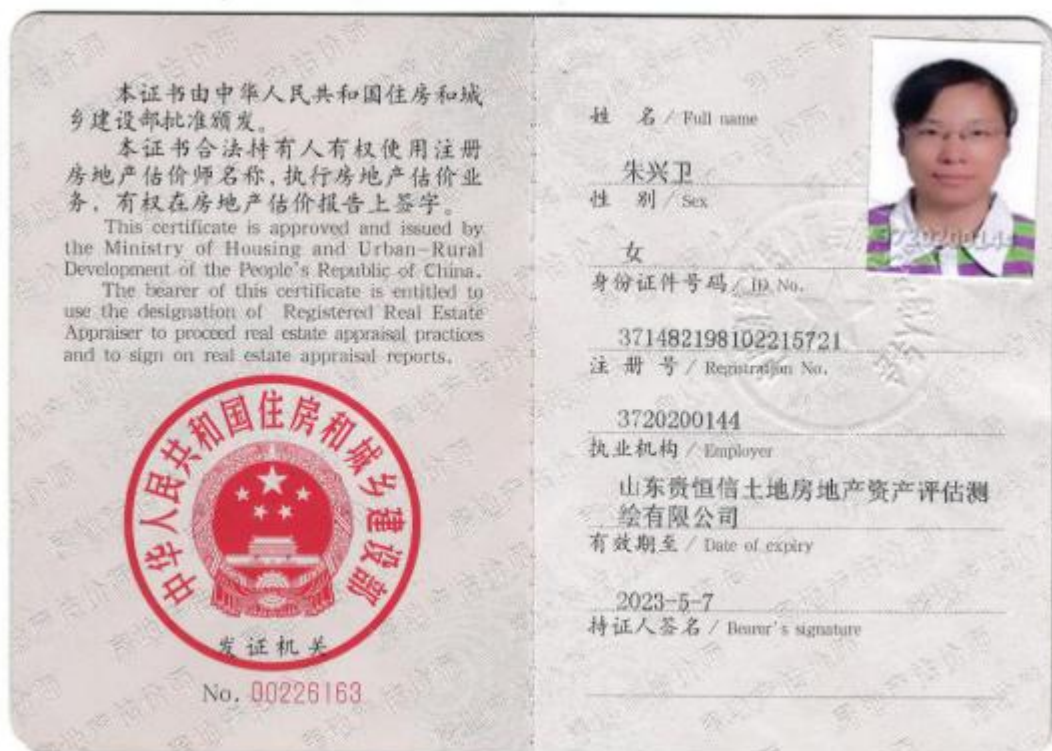 本证书由中华人民共和国住房和城
乡建设部批准颁发。
本证书合法持有人有权使用注册
房地产估价师名称,执行房地产估价业
务,有权在房地产估价报告上签字。
This certificate is approved and issued by
the Ministry of Housing and Urban-Rural
Development of the People's Republic of China.
The bearer of this certificate is entitled to
use the designation of Registered Real Estate
Appraiser to proceed real estate appraisal practices
and to sign on real estate appraisal reports.
中华人民共和国住房和城乡建设部
发证机关
No. 00226163
姓 名 / Full name
朱兴卫
性 别 / Sex
女
身份证件号码 / ID No.
371482198102215721
注 册 号 / Registration No.
3720200144
执业机构 / Employer
山东贵恒信土地房地产资产评估测
绘有限公司
有效期至 / Date of expiry
2023-5-7
持证人签名 / Bearer's signature
3720200144